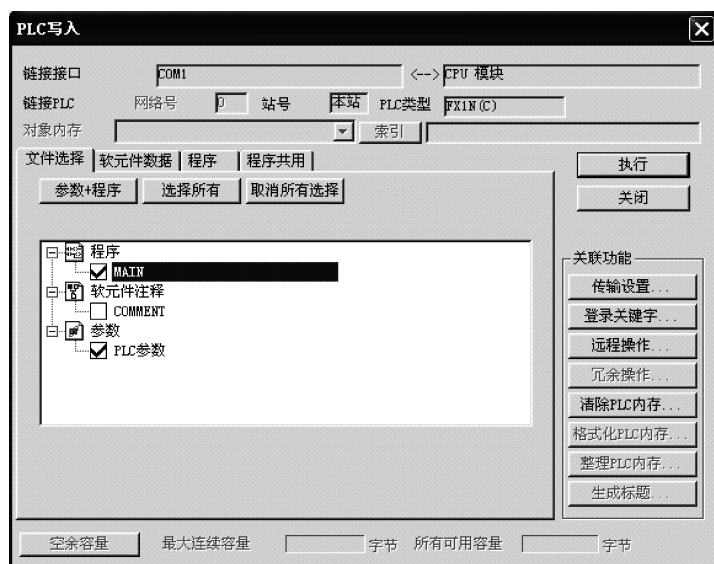 PLC写入
链接接口 COM1 <--> CPU 模块
链接PLC 网络号 0 站号 本站 PLC类型 FX1N(C)
对象内存 索引
文件选择 软元件数据 程序 程序共用
执行
参数+程序 选择所有 取消所有选择
关闭
程序
MAIN
软元件注释
COMMENT
参数
PLC参数
关联功能
传输设置...
登录关键字...
远程操作...
冗余操作...
清除PLC内存...
格式化PLC内存...
整理PLC内存...
生成标题...
空余容量 最大连续容量 字节 所有可用容量 字节